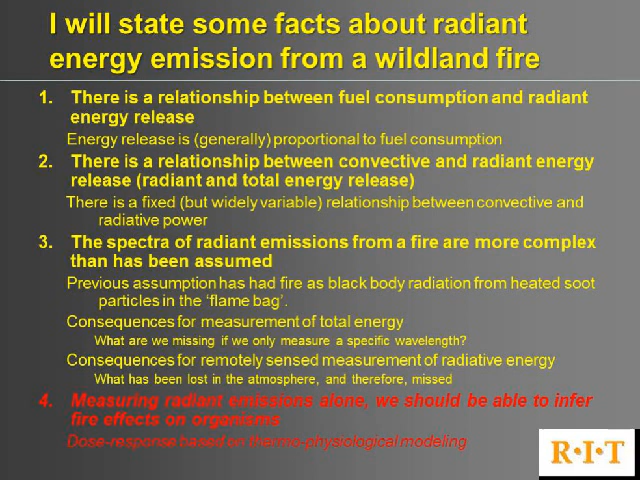 I will state some facts about radiant
energy emission from a wildland fire
1. There is a relationship between fuel consumption and radiant
energy release
Energy release is (generally) proportional to fuel consumption
2. There is a relationship between convective and radiant energy
release (radiant and total energy release)
There is a fixed (but widely variable) relationship between convective and
radiative power
3. The spectra of radiant emissions from a fire are more complex
than has been assumed
Previous assumption has had fire as black body radiation from heated soot
particles in the ‘flame bag’.
Consequences for measurement of total energy
What are we missing if we only measure a specific wavelength?
Consequences for remotely sensed measurement of radiative energy
What has been lost in the atmosphere, and therefore, missed
4. Measuring radiant emissions alone, we should be able to infer
fire effects on organisms
Dose-response based on thermo-physiological modeling
R·I·T